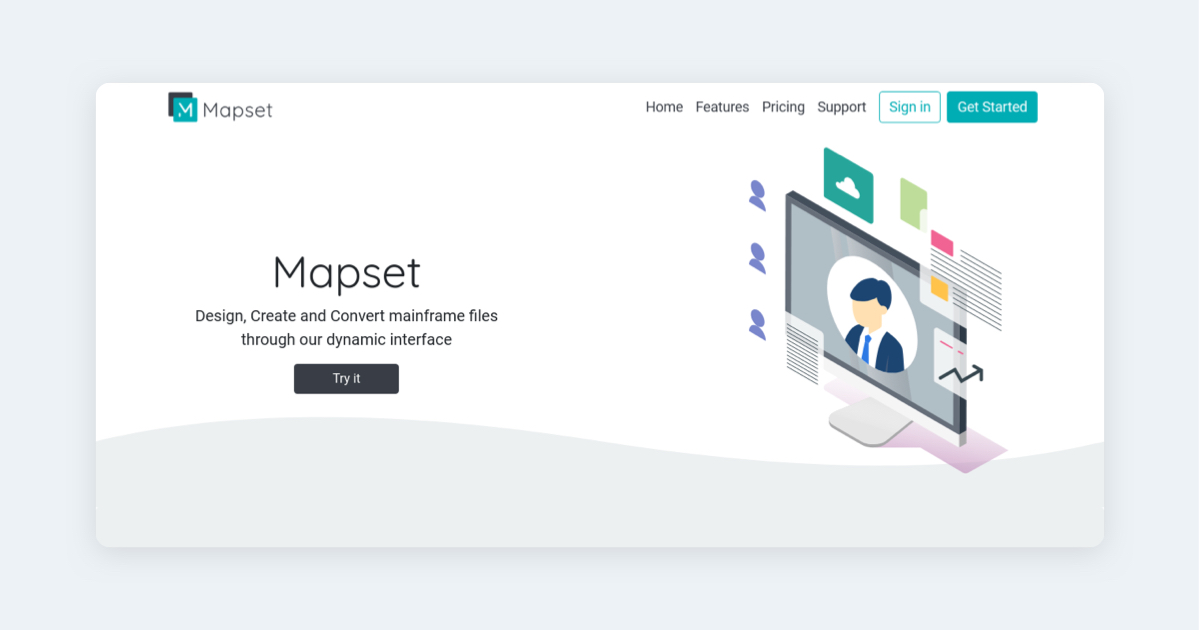 Mapset
Home Features Pricing Support Sign in Get Started
Mapset
Design, Create and Convert mainframe files
through our dynamic interface
Try it